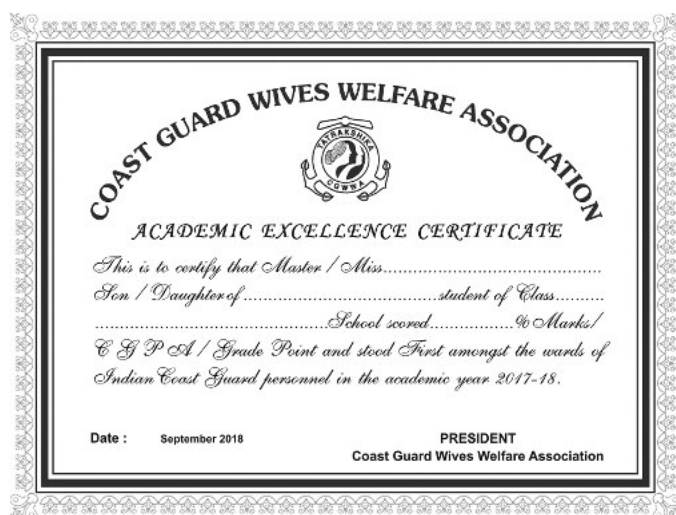 COAST GUARD WIVES WELFARE ASSOCIATION
TATRAKSHIKA
CGWWA
ACADEMIC EXCELLENCE CERTIFICATE
This is to certify that Master / Miss..........................................................
Son / Daughter of....................................................student of Class.............
..............................................................School scored......................% Marks/
C G P A / Grade Point and stood First amongst the wards of
Indian Coast Guard personnel in the academic year 2017-18.
Date : September 2018
PRESIDENT
Coast Guard Wives Welfare Association